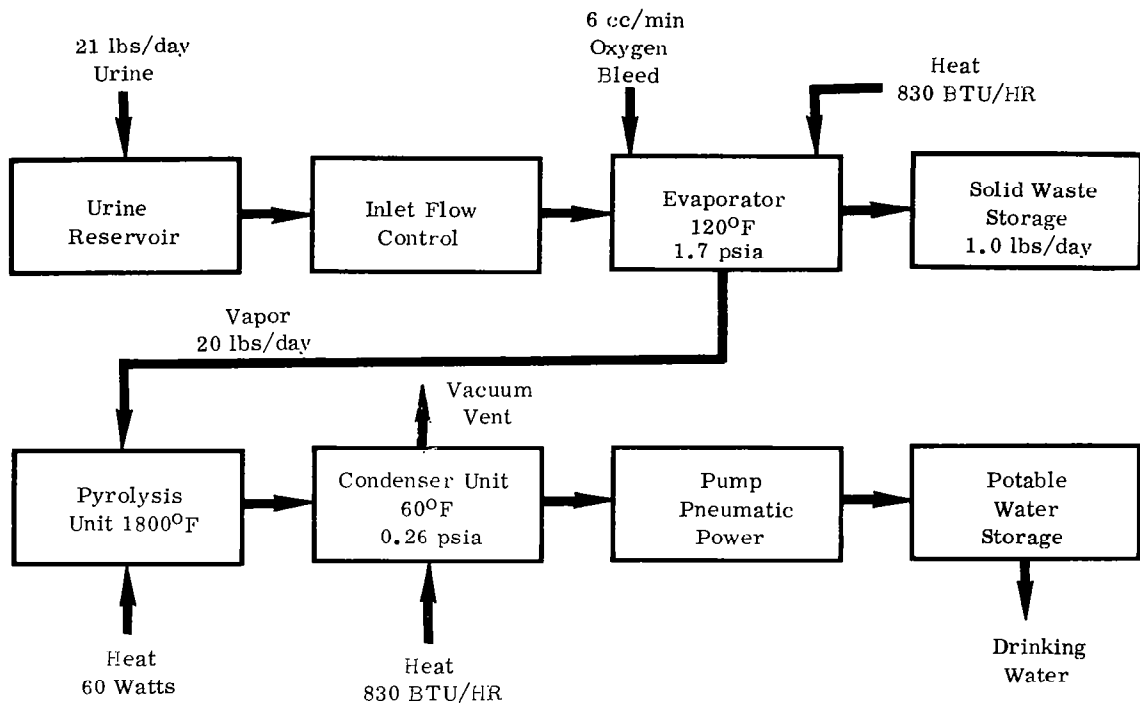 21 lbs/day
Urine
6 cc/min
Oxygen
Bleed
Heat
830 BTU/HR
Urine
Reservoir
Inlet Flow
Control
Evaporator
120°F
1.7 psia
Solid Waste
Storage
1.0 lbs/day
Vapor
20 lbs/day
Vacuum
Vent
Pyrolysis
Unit 1800°F
Condenser Unit
60°F
0.26 psia
Pump
Pneumatic
Power
Potable
Water
Storage
Heat
60 Watts
Heat
830 BTU/HR
Drinking
Water